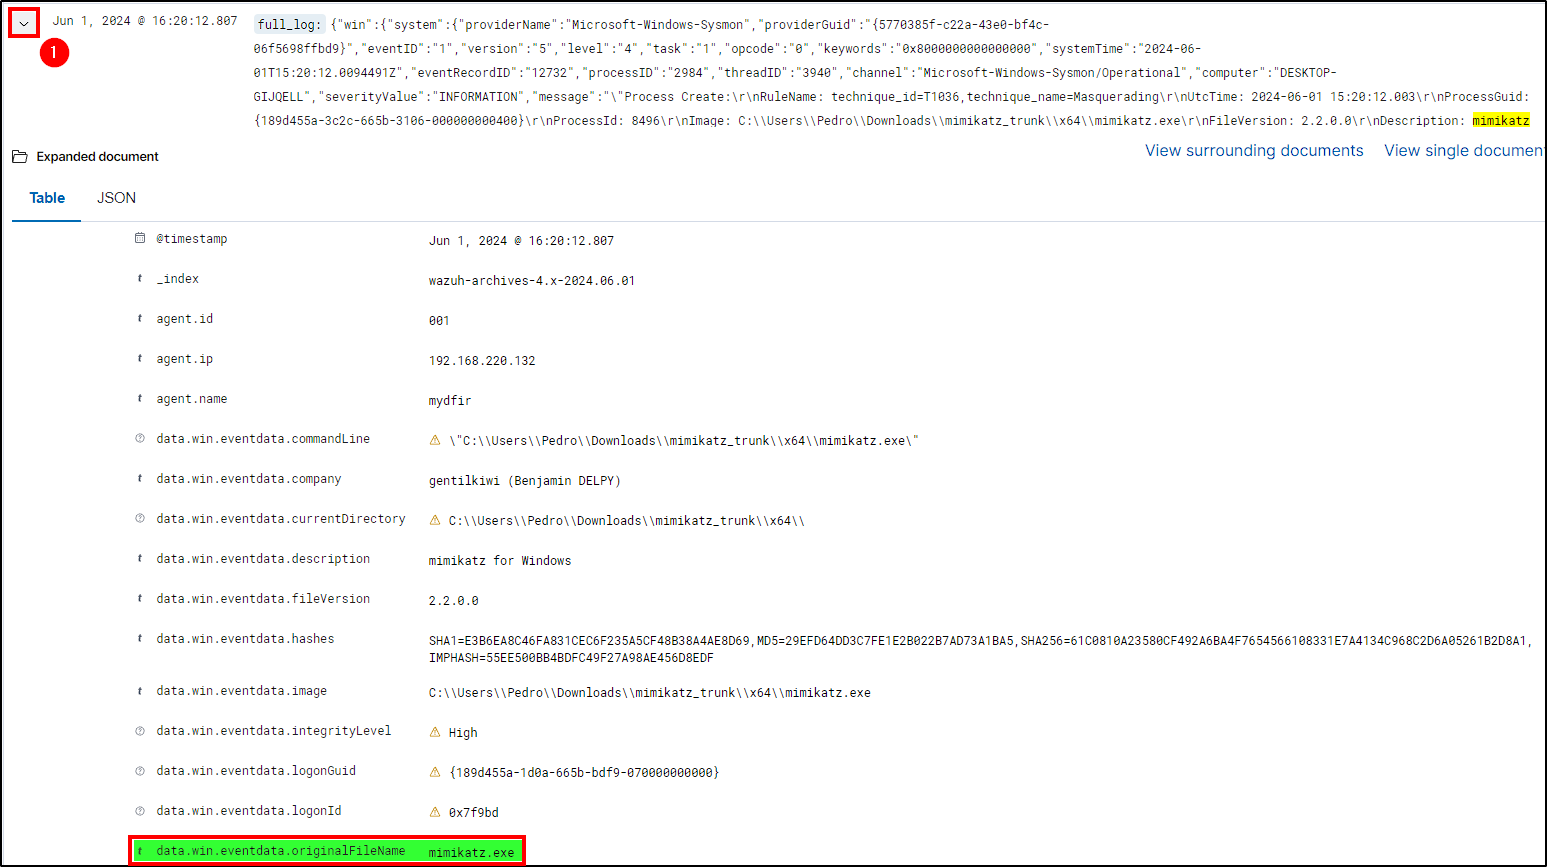 Jun 1, 2024 @ 16:20:12.807
full_log: {"win":{"system":{"providerName":"Microsoft-Windows-Sysmon","providerGuid":"{5770385f-c22a-43e0-bf4c-
06f5698ffbd9}","eventID":"1","version":"5","level":"4","task":"1","opcode":"0","keywords":"0x8000000000000000","systemTime":"2024-06-
01T15:20:12.0094491Z","eventRecordID":"12732","processID":"2984","threadID":"3940","channel":"Microsoft-Windows-Sysmon/Operational","computer":"DESKTOP-
GIJQELL","severityValue":"INFORMATION","message":"\"Process Create:\r\nRuleName: technique_id=T1036,technique_name=Masquerading\r\nUtcTime: 2024-06-01 15:20:12.003\r\nProcessGuid:
{189d455a-3c2c-665b-3106-000000000400}\r\nProcessId: 8496\r\nImage: C:\\Users\\Pedro\\Downloads\\mimikatz_trunk\\x64\\mimikatz.exe\r\nFileVersion: 2.2.0.0\r\nDescription: mimikatz
1
Expanded document
View surrounding documents
View single documen
Table
JSON
@timestamp Jun 1, 2024 @ 16:20:12.807
t _index wazuh-archives-4.x-2024.06.01
t agent.id 001
t agent.ip 192.168.220.132
t agent.name mydfir
data.win.eventdata.commandLine \"C:\\Users\\Pedro\\Downloads\\mimikatz_trunk\\x64\\mimikatz.exe\"
t data.win.eventdata.company gentilkiwi (Benjamin DELPY)
data.win.eventdata.currentDirectory C:\\Users\\Pedro\\Downloads\\mimikatz_trunk\\x64\\
t data.win.eventdata.description mimikatz for Windows
t data.win.eventdata.fileVersion 2.2.0.0
t data.win.eventdata.hashes SHA1=E3B6EA8C46FA831CEC6F235A5CF48B38A4AE8D69,MD5=29EFD64DD3C7FE1E2B022B7AD73A1BA5,SHA256=61C0810A23580CF492A6BA4F7654566108331E7A4134C968C2D6A05261B2D8A1,
IMPHASH=55EE500BB4BDFC49F27A98AE456D8EDF
t data.win.eventdata.image C:\\Users\\Pedro\\Downloads\\mimikatz_trunk\\x64\\mimikatz.exe
data.win.eventdata.integrityLevel High
data.win.eventdata.logonGuid {189d455a-1d0a-665b-bdf9-070000000000}
data.win.eventdata.logonId 0x7f9bd
t data.win.eventdata.originalFileName mimikatz.exe